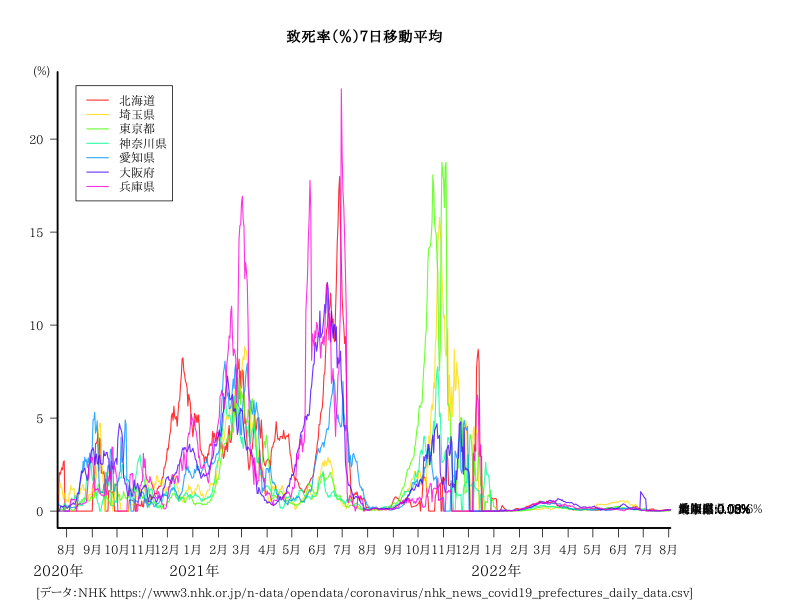 致死率(%)7日移動平均
(%)
北海道
埼玉県
東京都
神奈川県
愛知県
大阪府
兵庫県
20
15
10
5
0
8月 9月 10月 11月 12月 1月 2月 3月 4月 5月 6月 7月 8月 9月 10月 11月 12月 1月 2月 3月 4月 5月 6月 7月 8月
2020年 2021年 2022年
[データ:NHK https://www3.nhk.or.jp/n-data/opendata/coronavirus/nhk_news_covid19_prefectures_daily_data.csv]